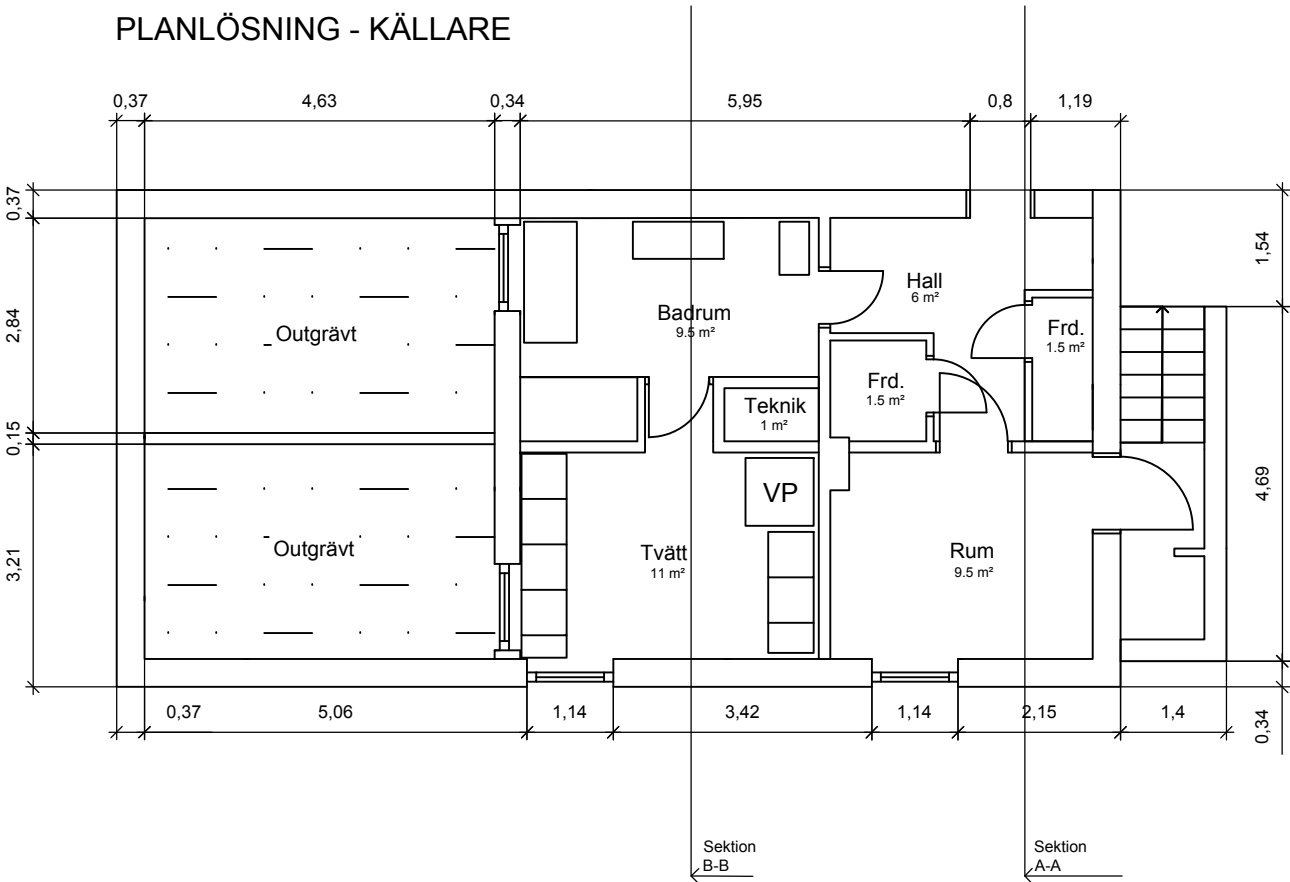 PLANLÖSNING - KÄLLARE
0,37 4,63 0,34 5,95 0,8 1,19
0,37
2,84
0,15
3,21
1,54
4,69
0,34
Outgrävt
Badrum
9.5 m²
Hall
6 m²
Frd.
1.5 m²
Frd.
1.5 m²
Teknik
1 m²
VP
Outgrävt
Tvätt
11 m²
Rum
9.5 m²
0,37 5,06 1,14 3,42 1,14 2,15 1,4
Sektion
B-B
Sektion
A-A